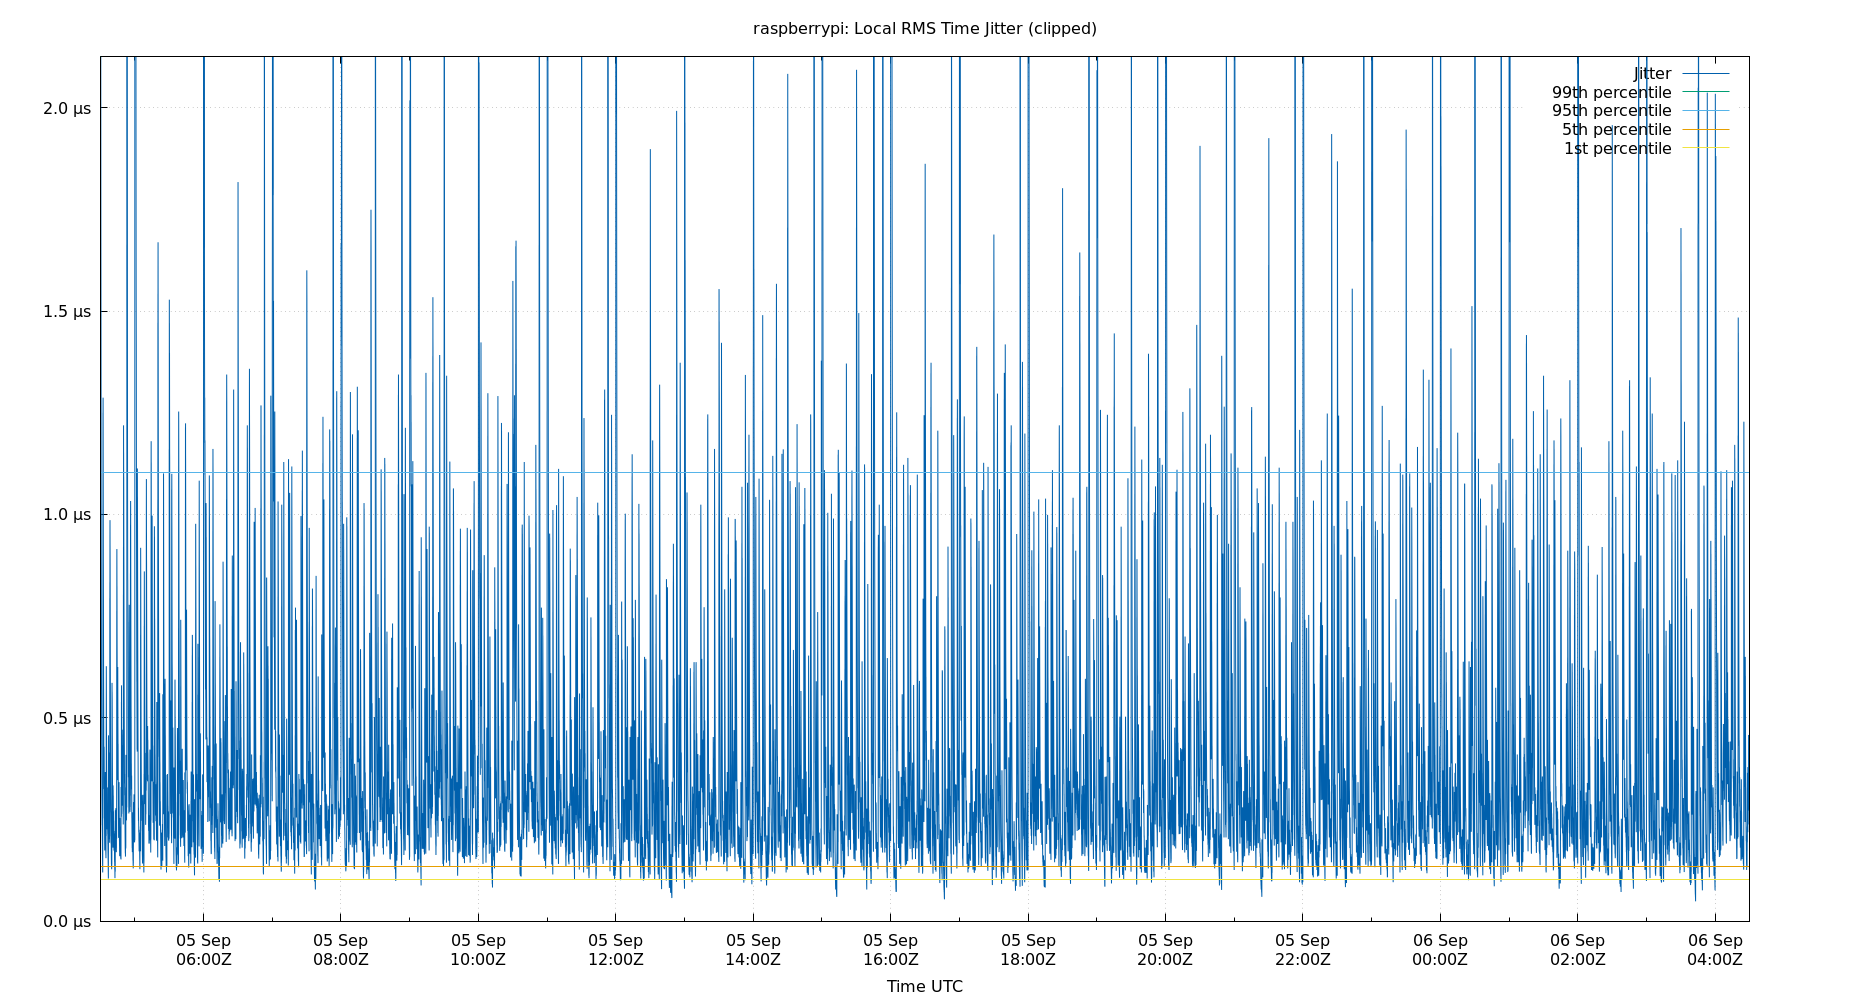 raspberrypi: Local RMS Time Jitter (clipped)
Jitter
99th percentile
95th percentile
5th percentile
1st percentile
2.0 µs
1.5 µs
1.0 µs
0.5 µs
0.0 µs
05 Sep 05 Sep 05 Sep 05 Sep 05 Sep 05 Sep 05 Sep 05 Sep 05 Sep 06 Sep 06 Sep 06 Sep
06:00Z 08:00Z 10:00Z 12:00Z 14:00Z 16:00Z 18:00Z 20:00Z 22:00Z 00:00Z 02:00Z 04:00Z
Time UTC